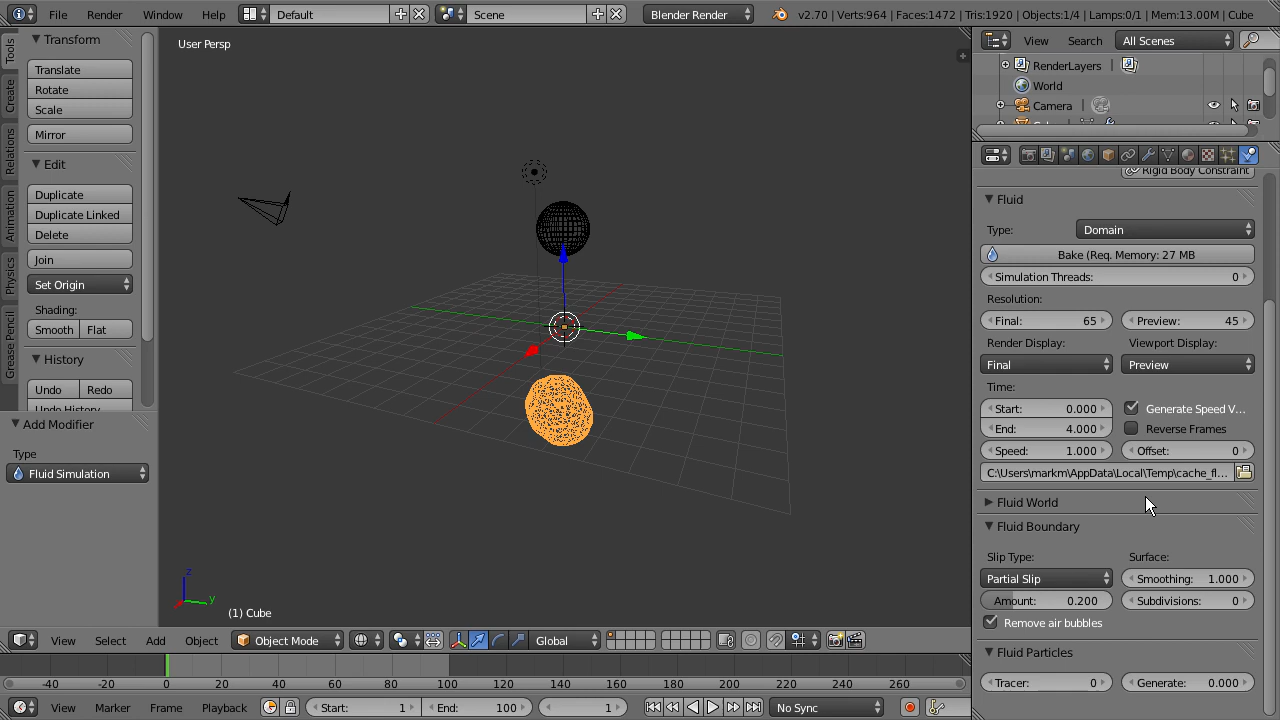 File
Render
Window
Help
Default
Scene
Blender Render
v2.70 | Verts:964 | Faces:1472 | Tris:1920 | Objects:1/4 | Lamps:0/1 | Mem:13.00M | Cube
Tools
Create
Relations
Animation
Physics
Grease Pencil
Transform
Translate
Rotate
Scale
Mirror
Edit
Duplicate
Duplicate Linked
Delete
Join
Set Origin
Shading:
Smooth
Flat
History
Undo
Redo
Undo History
Add Modifier
Type
Fluid Simulation
User Persp
z
y
(1) Cube
View
Select
Add
Object
Object Mode
Global
-40 -20 0 20 40 60 80 100 120 140 160 180 200 220 240 260
View
Marker
Frame
Playback
Start: 1
End: 100
1
No Sync
View
Search
All Scenes
RenderLayers
World
Camera
Rigid Body Constraint
Fluid
Type:
Domain
Bake (Req. Memory: 27 MB
Simulation Threads: 0
Resolution:
Final: 65
Preview: 45
Render Display:
Viewport Display:
Final
Preview
Time:
Start: 0.000
Generate Speed V...
End: 4.000
Reverse Frames
Speed: 1.000
Offset: 0
C:\Users\markm\AppData\Local\Temp\cache_fl...
Fluid World
Fluid Boundary
Slip Type:
Surface:
Partial Slip
Smoothing: 1.000
Amount: 0.200
Subdivisions: 0
Remove air bubbles
Fluid Particles
Tracer: 0
Generate: 0.000